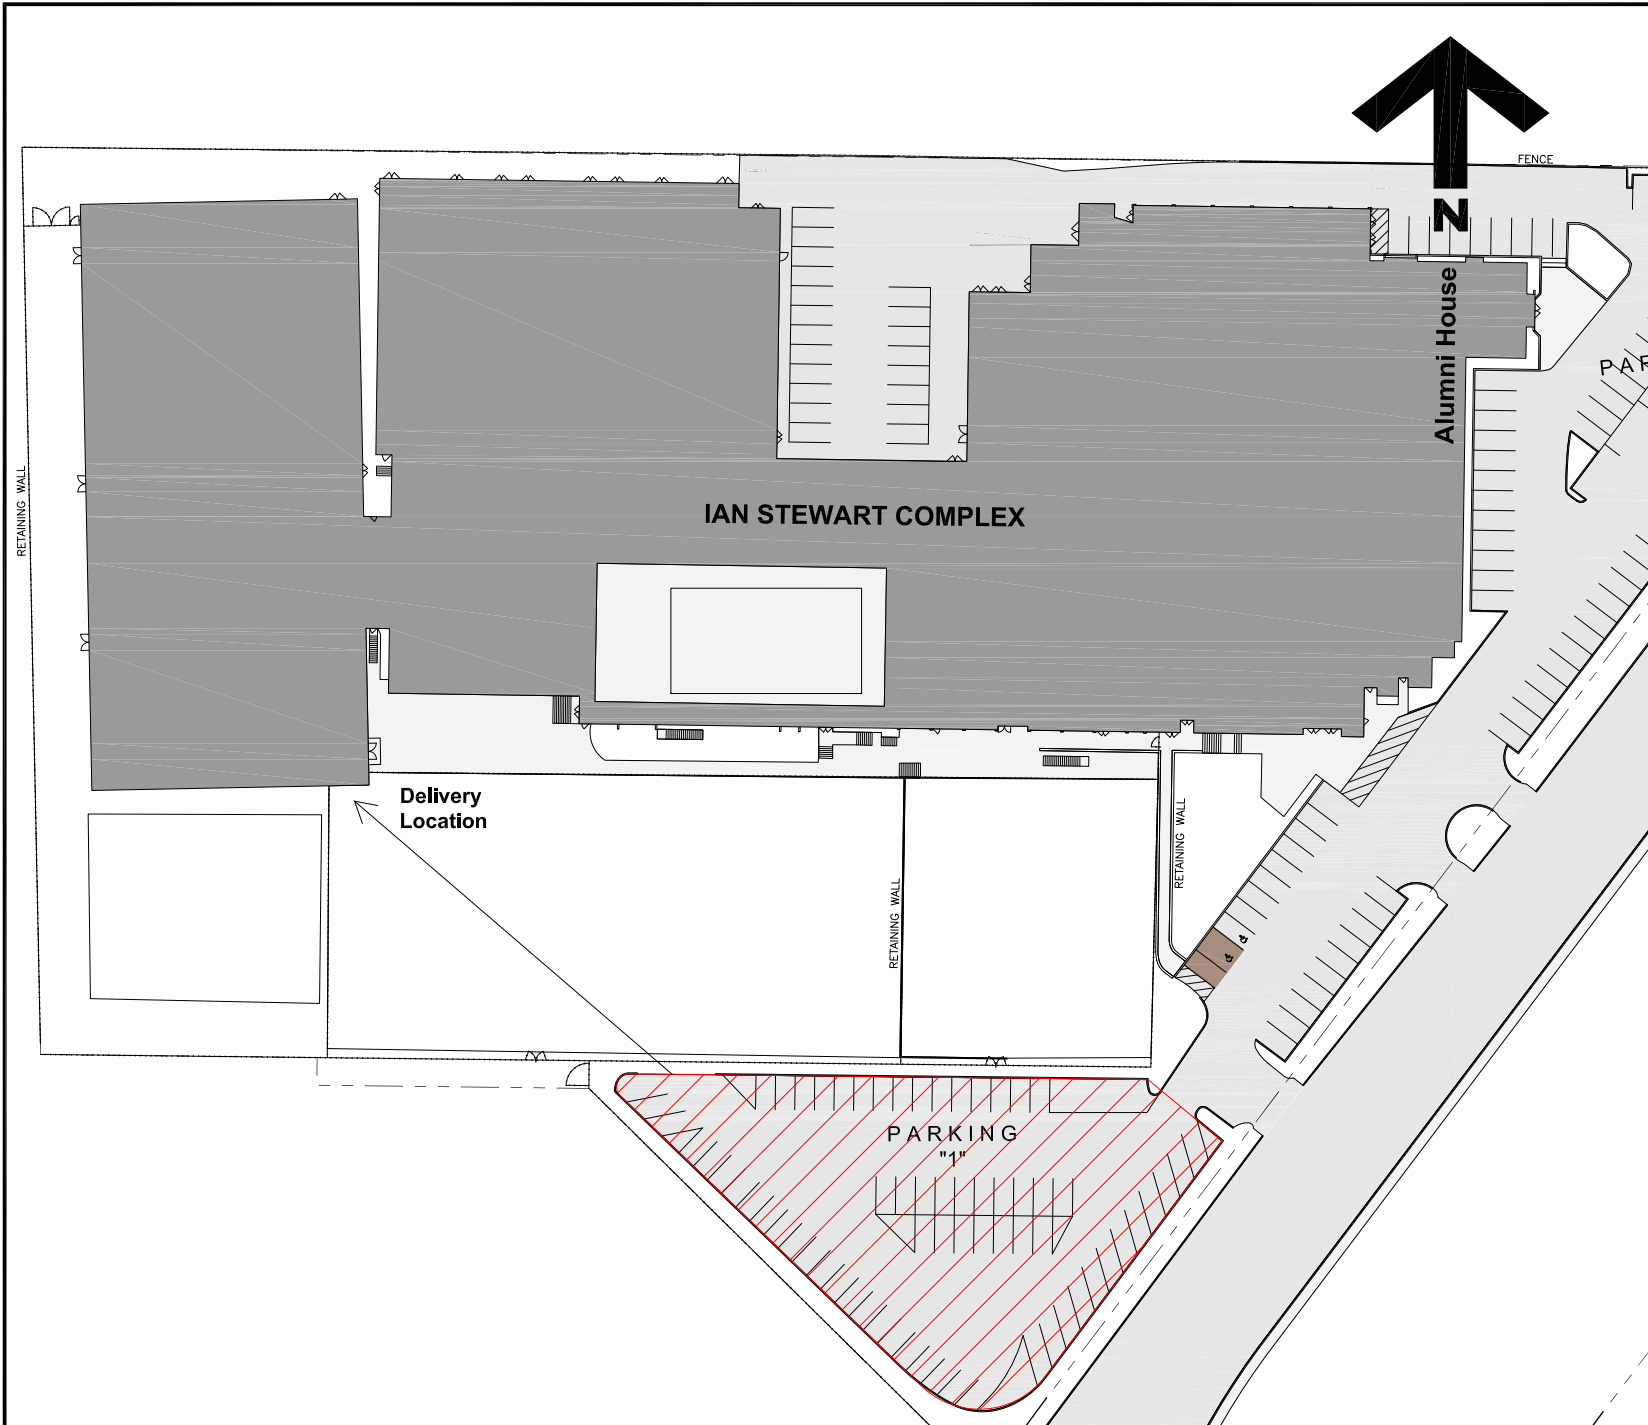 FENCE
N
Alumni House
PAR
RETAINING WALL
IAN STEWART COMPLEX
Delivery
Location
RETAINING WALL
RETAINING WALL
PARKING
"1"